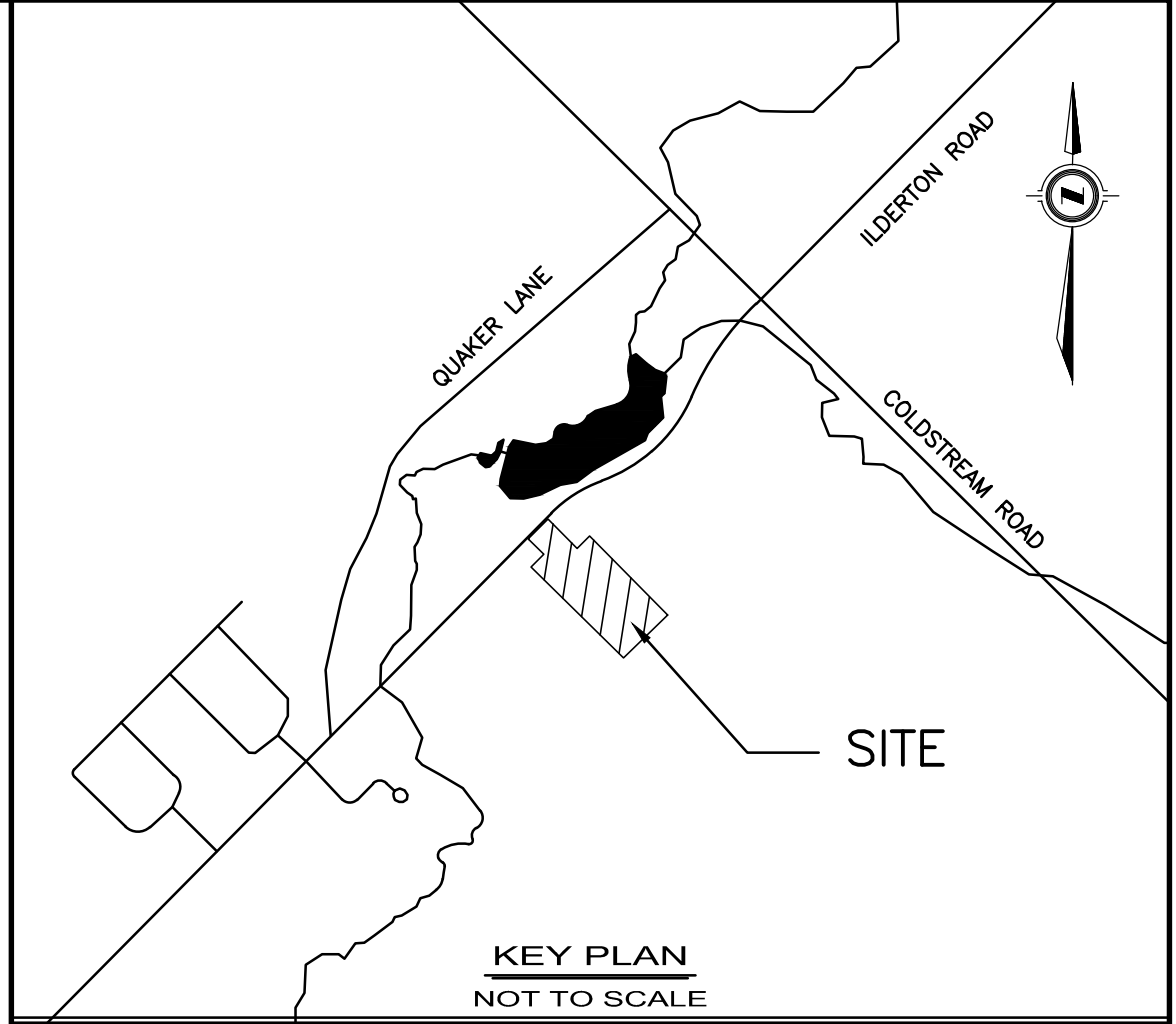 ILDERTON ROAD
N
QUAKER LANE
COLDSTREAM ROAD
SITE
KEY PLAN
NOT TO SCALE